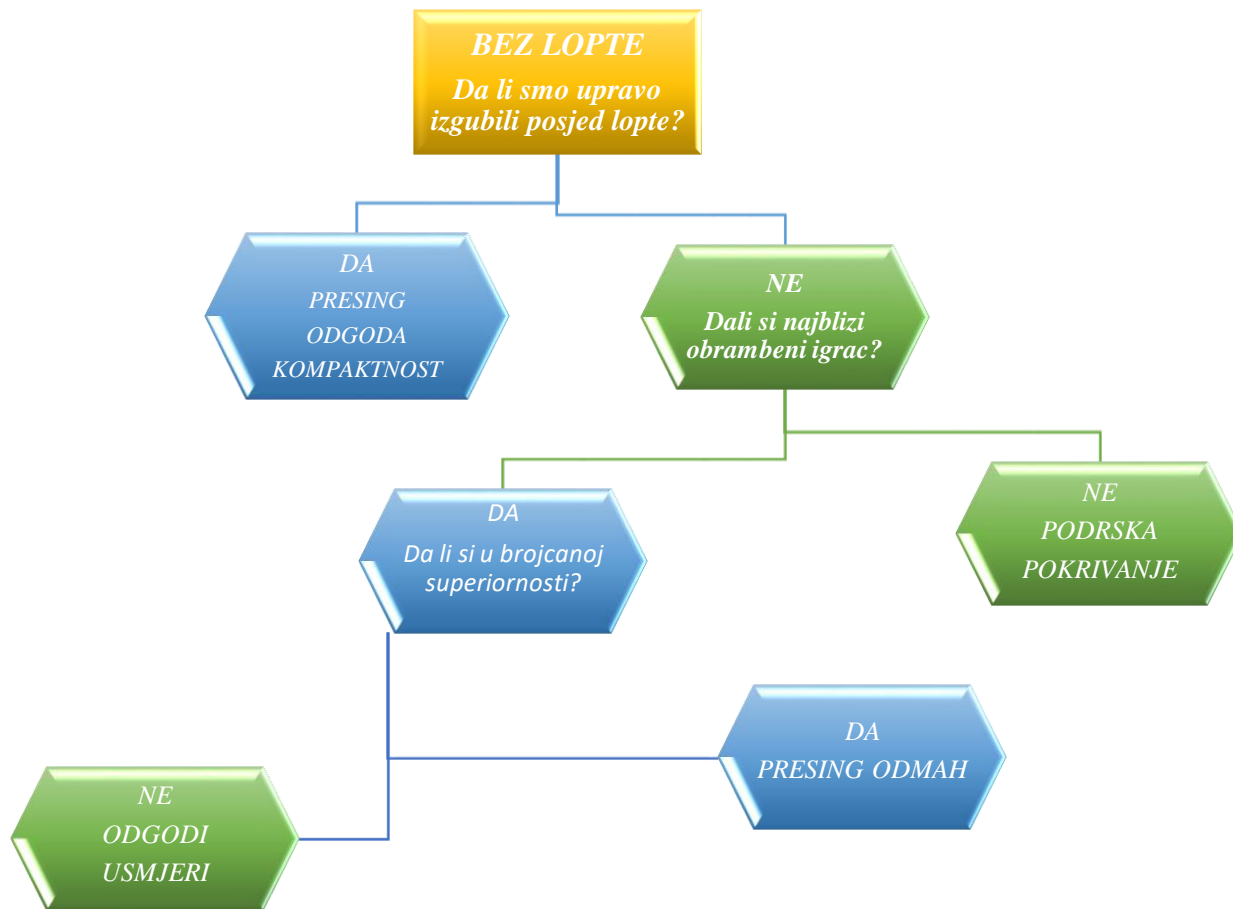 BEZ LOPTE
Da li smo upravo
izgubili posjed lopte?
DA
PRESING
ODGODA
KOMPAKTNOST
NE
Dali si najblizi
obrambeni igrac?
DA
Da li si u brojcanoj
superiornosti?
NE
PODRSKA
POKRIVANJE
DA
PRESING ODMAH
NE
ODGODI
USMJERI